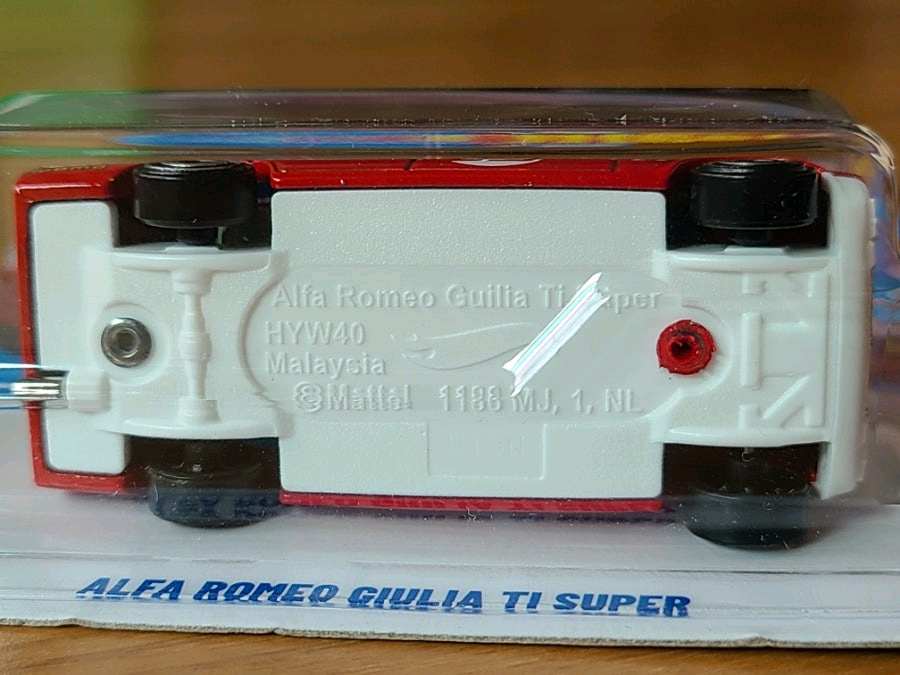 Alfa Romeo Guilia Ti Super
HYW40
Malaysia
Mattel 1186 MJ, 1, NL
ALFA ROMEO GIULIA TI SUPER